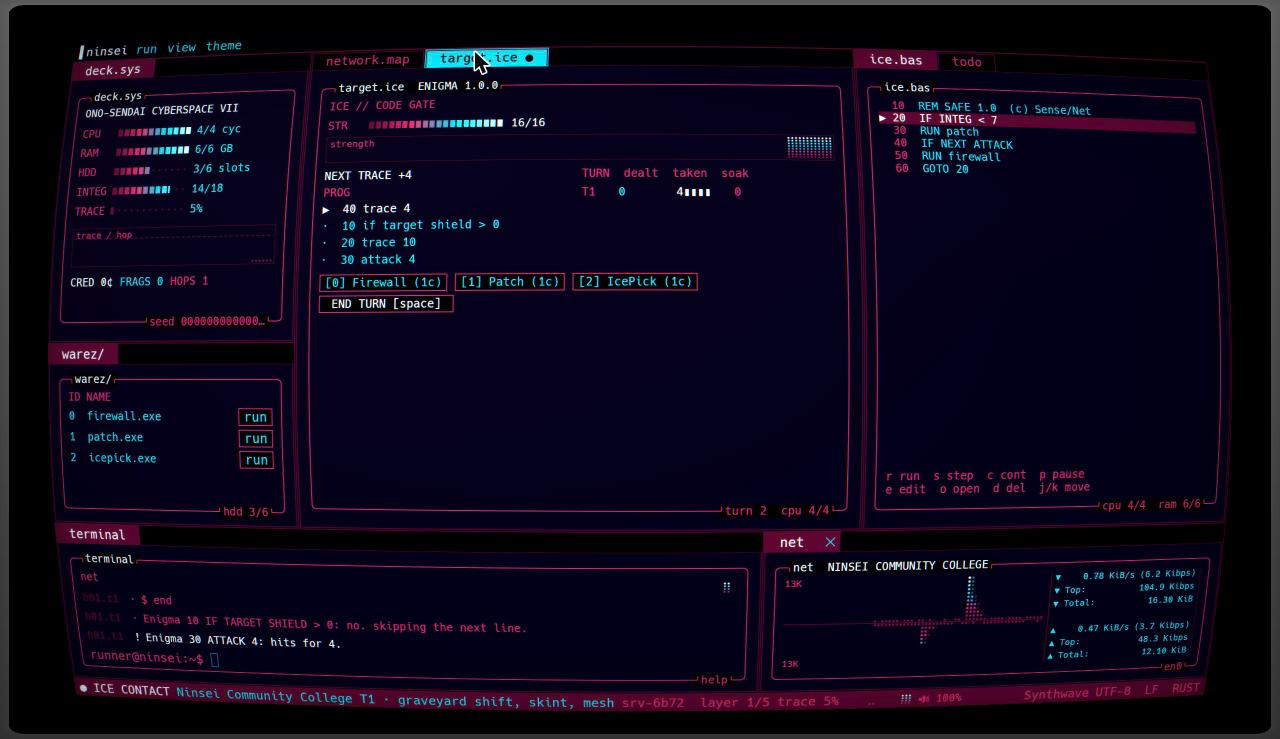 ninsei run view theme
deck.sys
deck.sys
ONO-SENDAI CYBERSPACE VII
CPU 4/4 cyc
RAM 6/6 GB
HDD 3/6 slots
INTEG 14/18
TRACE 5%
trace / hop
CRED 0¢ FRAGS 0 HOPS 1
seed 000000000000…
warez/
warez/
ID NAME
0 firewall.exe run
1 patch.exe run
2 icepick.exe run
hdd 3/6
network.map target.ice ●
target.ice ENIGMA 1.0.0
ICE // CODE GATE
STR 16/16
strength
NEXT TRACE +4
PROG
▶ 40 trace 4
· 10 if target shield > 0
· 20 trace 10
· 30 attack 4
TURN dealt taken soak
T1 0 4 0
[0] Firewall (1c) [1] Patch (1c) [2] IcePick (1c)
END TURN [space]
turn 2 cpu 4/4
ice.bas todo
ice.bas
10 REM SAFE 1.0 (c) Sense/Net
▶ 20 IF INTEG < 7
30 RUN patch
40 IF NEXT ATTACK
50 RUN firewall
60 GOTO 20
r run s step c cont p pause
e edit o open d del j/k move
cpu 4/4 ram 6/6
terminal
terminal
net
h01.t1 · $ end
h01.t1 · Enigma 10 IF TARGET SHIELD > 0: no. skipping the next line.
h01.t1 ! Enigma 30 ATTACK 4: hits for 4.
runner@ninsei:~$
help
net ×
net NINSEI COMMUNITY COLLEGE
13K
13K
▼ 0.78 KiB/s (6.2 Kibps)
▼ Top: 104.9 Kibps
▼ Total: 16.30 KiB
▲ 0.47 KiB/s (3.7 Kibps)
▲ Top: 48.3 Kibps
▲ Total: 12.10 KiB
en0
● ICE CONTACT Ninsei Community College T1 · graveyard shift, skint, mesh srv-6b72 layer 1/5 trace 5% .. 100% Synthwave UTF-8 LF RUST